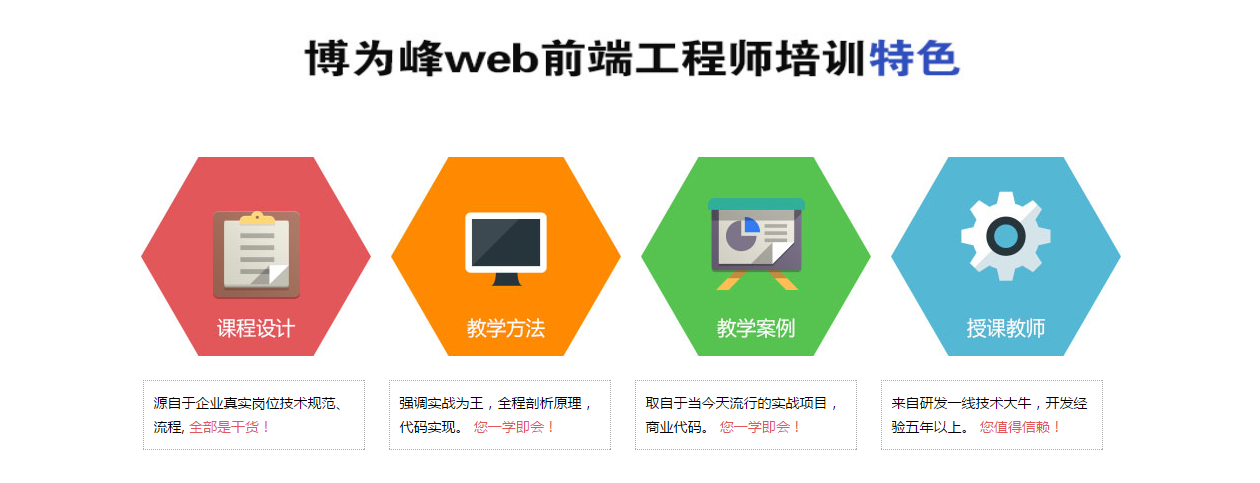 博为峰web前端工程师培训特色
课程设计
教学方法
教学案例
授课教师
源自于企业真实岗位技术规范、
流程, 全部是干货！
强调实战为王，全程剖析原理，
代码实现。 您一学即会！
取自于当今天流行的实战项目，
商业代码。 您一学即会！
来自研发一线技术大牛，开发经
验五年以上。 您值得信赖！